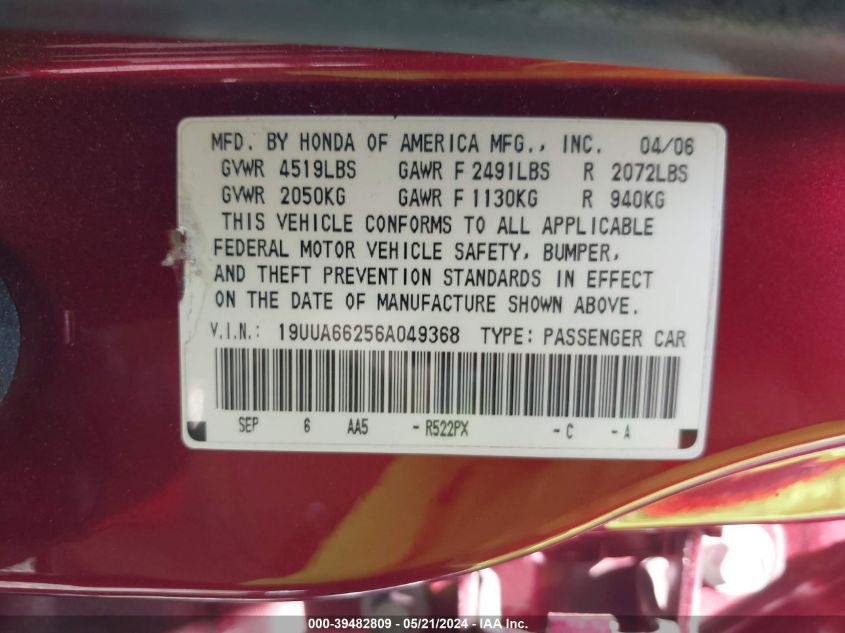 MFD. BY HONDA OF AMERICA MFG., INC. 04/06
GVWR 4519LBS GAWR F 2491LBS R 2072LBS
GVWR 2050KG GAWR F 1130KG R 940KG
THIS VEHICLE CONFORMS TO ALL APPLICABLE
FEDERAL MOTOR VEHICLE SAFETY, BUMPER,
AND THEFT PREVENTION STANDARDS IN EFFECT
ON THE DATE OF MANUFACTURE SHOWN ABOVE.
V.I.N.: 19UUA66256A049368 TYPE: PASSENGER CAR
SEP 6 AA5 -R522PX -C -A
000-39482809 - 05/21/2024 - IAA Inc.